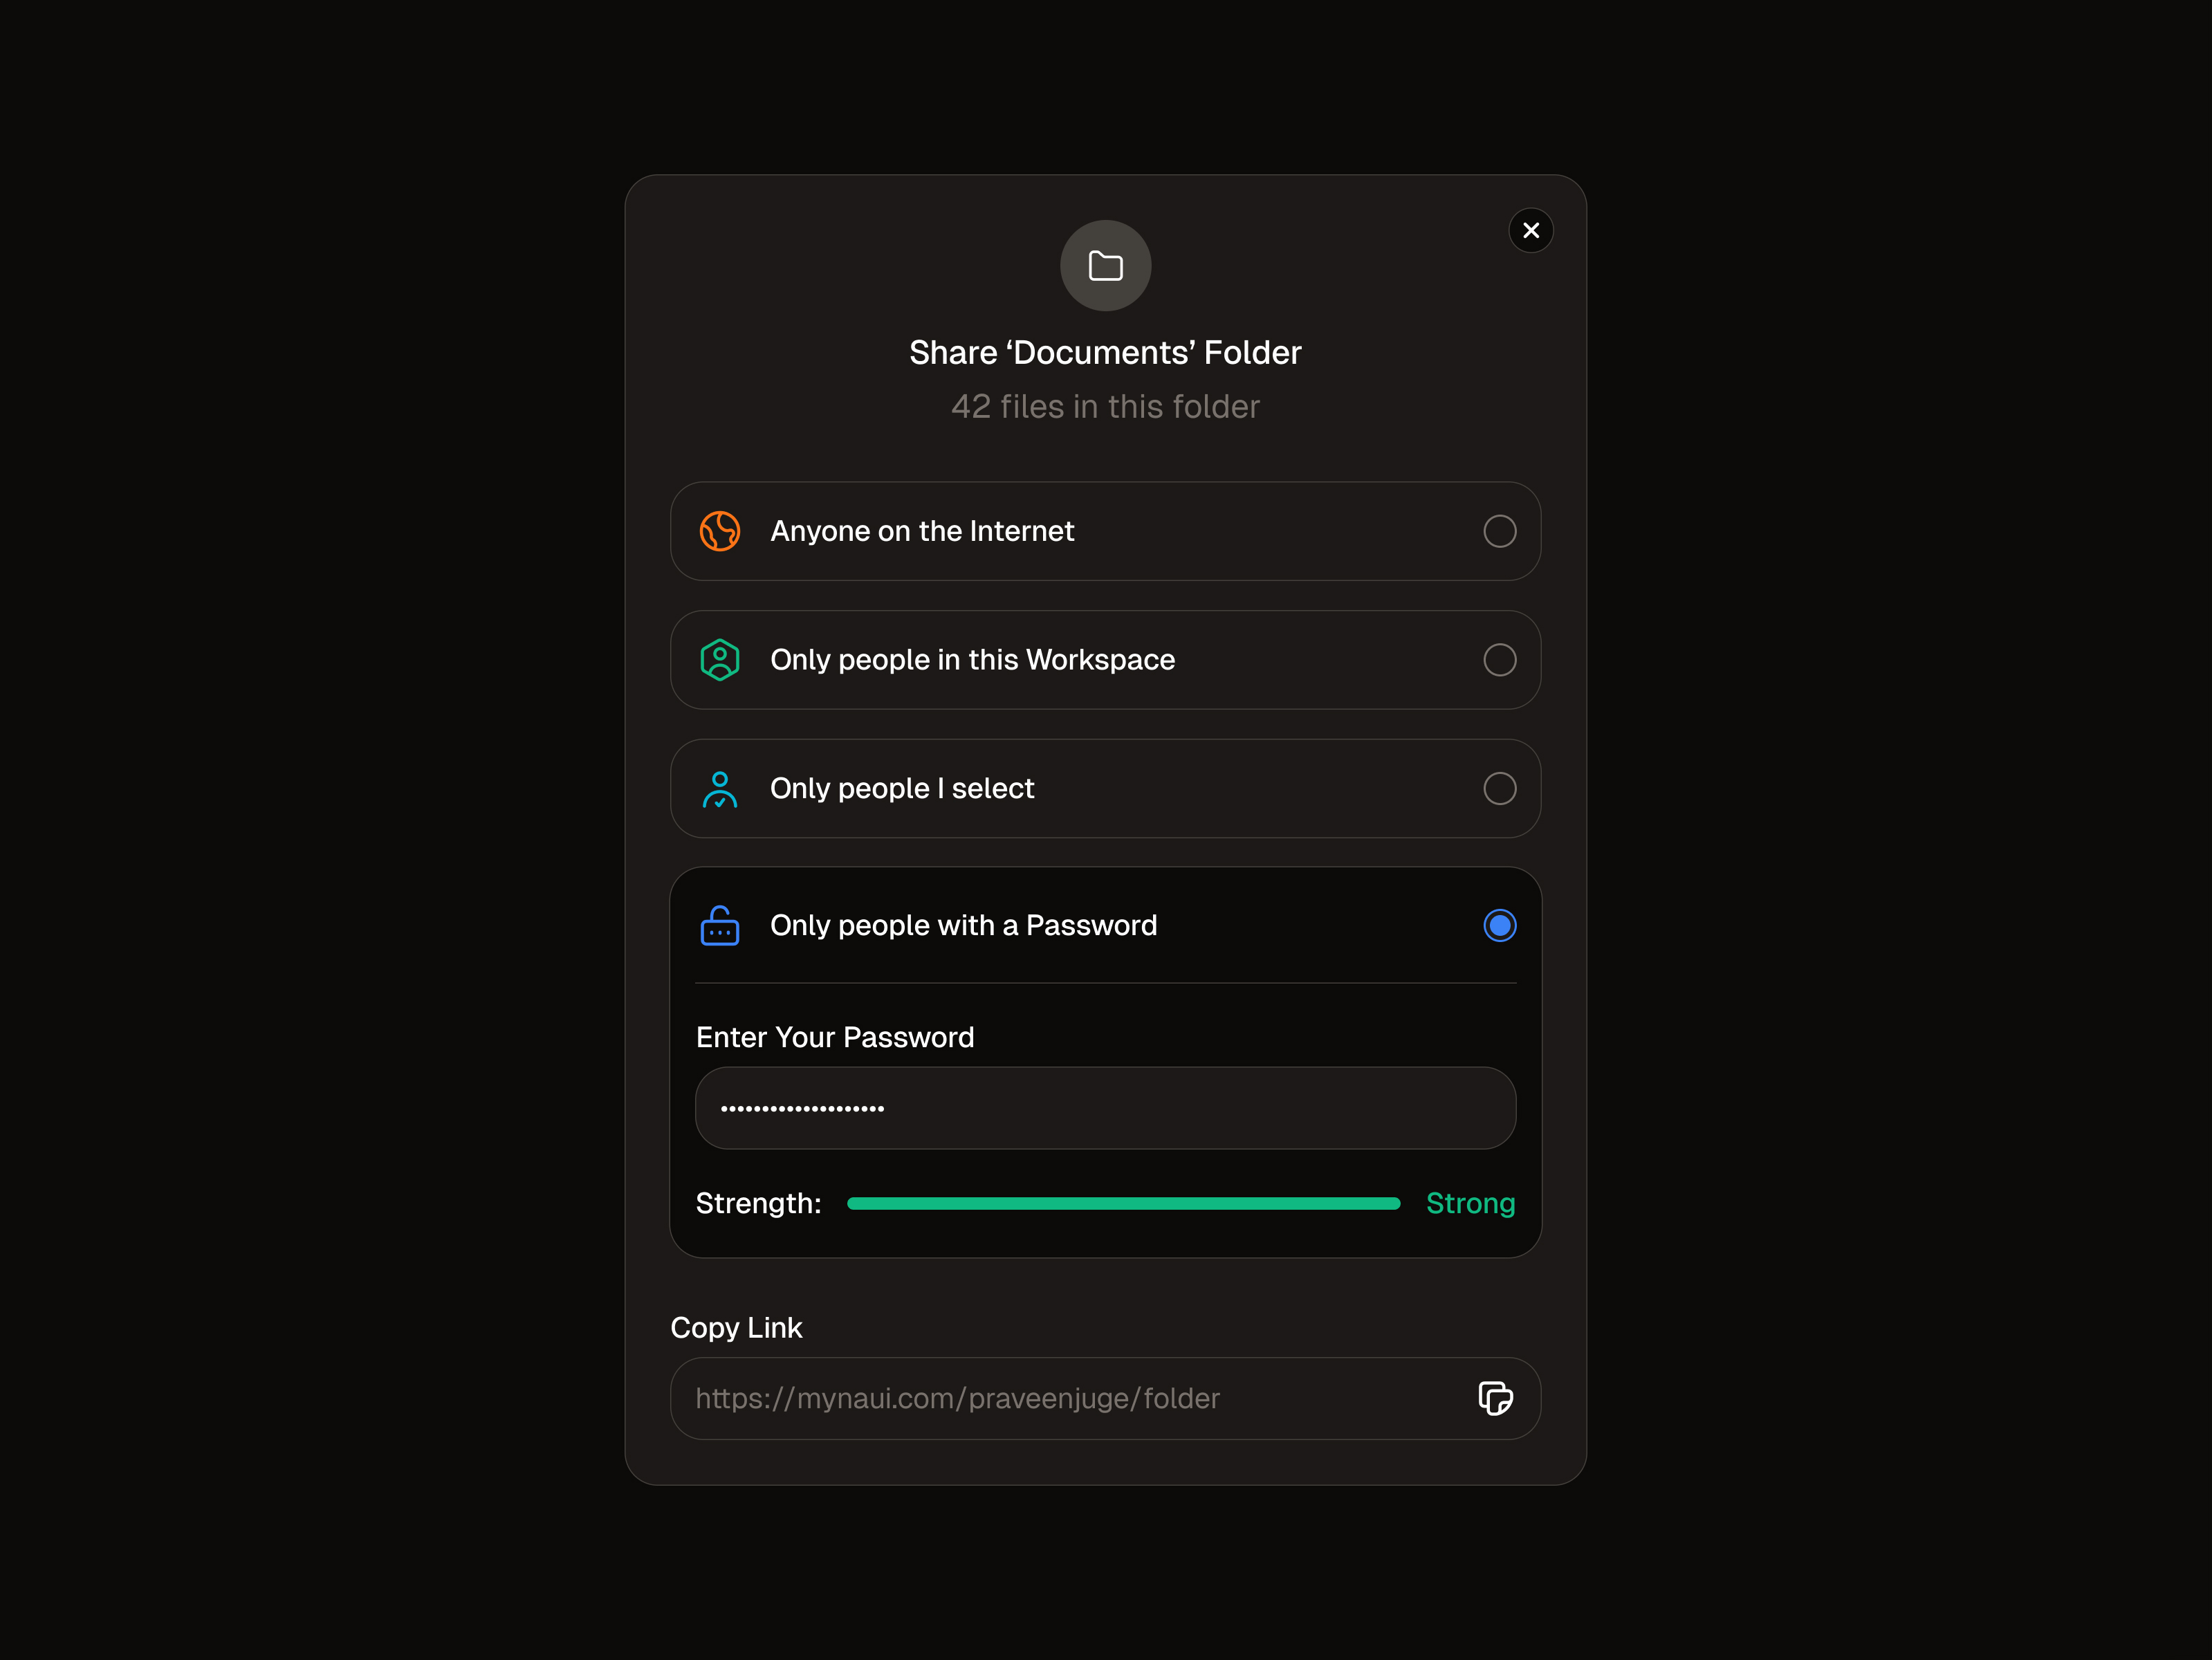 Share ‘Documents’ Folder
42 files in this folder
Anyone on the Internet
Only people in this Workspace
Only people I select
Only people with a Password
Enter Your Password
••••••••••••••••••••
Strength: Strong
Copy Link
https://mynaui.com/praveenjuge/folder